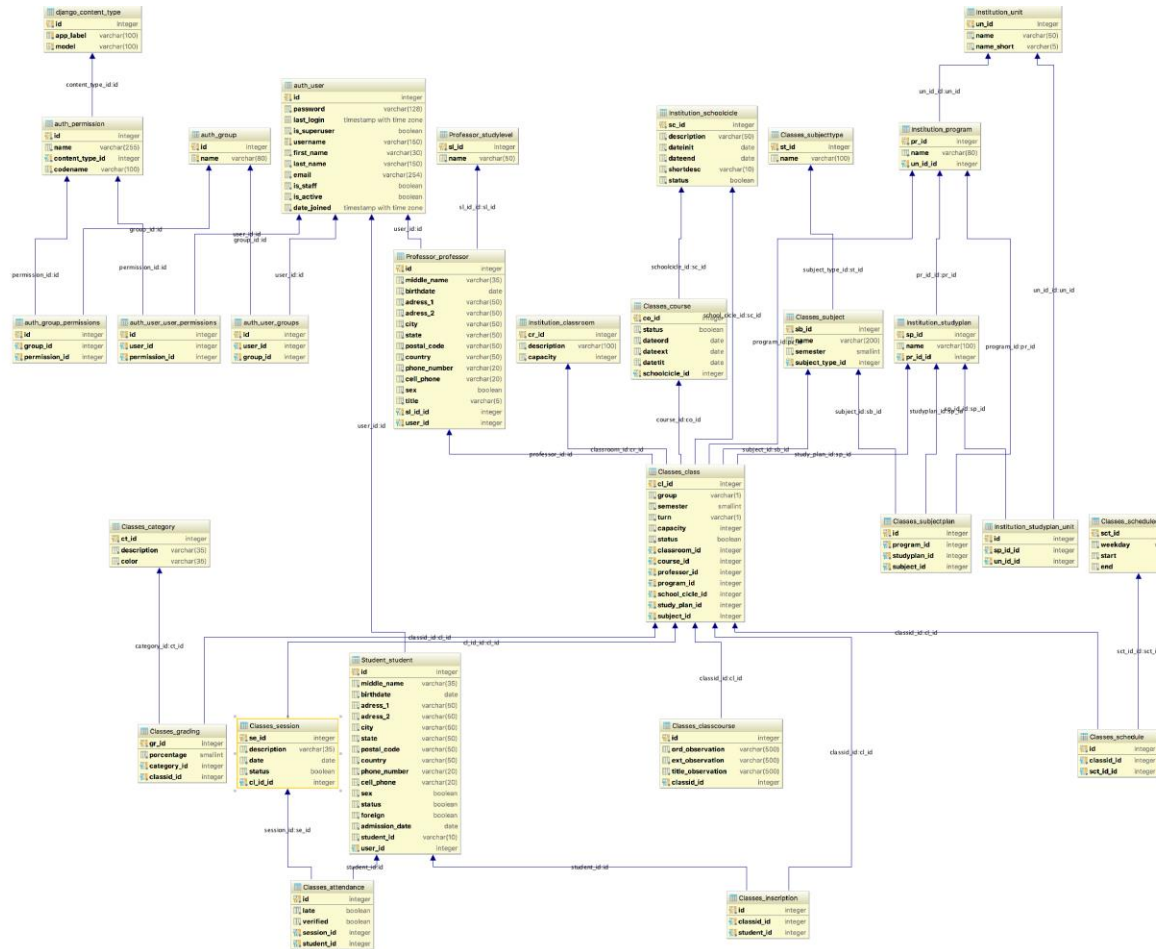 django_content_type
id integer
app_label varchar(100)
model varchar(100)
content_type_id:id
auth_permission
id integer
name varchar(255)
content_type_id integer
codename varchar(100)
auth_group
id integer
name varchar(80)
auth_user
id integer
password varchar(128)
last_login timestamp with time zone
is_superuser boolean
username varchar(150)
first_name varchar(30)
last_name varchar(150)
email varchar(254)
is_staff boolean
is_active boolean
date_joined timestamp with time zone
Professor_studylevel
sl_id integer
name varchar(50)
Institution_schoolcicle
sc_id integer
description varchar(50)
dateinit date
dateend date
shortdesc varchar(10)
status boolean
Classes_subjecttype
st_id integer
name varchar(100)
Institution_unit
un_id integer
name varchar(50)
name_short varchar(5)
un_id_id:un_id
Institution_program
pr_id integer
name varchar(80)
un_id_id integer
group_id:id
user_id:id
group_id:id
user_id:id
sl_id_id:sl_id
permission_id:id
permission_id:id
user_id:id
schoolcicle_id:sc_id
subject_type_id:st_id
pr_id_id:pr_id
un_id_id:un_id
auth_group_permissions
id integer
group_id integer
permission_id integer
auth_user_user_permissions
id integer
user_id integer
permission_id integer
auth_user_groups
id integer
user_id integer
group_id integer
Professor_professor
id integer
middle_name varchar(35)
birthdate date
adress_1 varchar(50)
adress_2 varchar(50)
city varchar(50)
state varchar(50)
postal_code varchar(50)
country varchar(50)
phone_number varchar(20)
cell_phone varchar(20)
sex boolean
title varchar(5)
sl_id_id integer
user_id integer
Institution_classroom
cr_id integer
description varchar(100)
capacity integer
Classes_course
co_id integer
status boolean
dateord date
dateext date
datetit date
schoolcicle_id integer
school_cicle_id:sc_id
Classes_subject
sb_id integer
name varchar(200)
semester smallint
subject_type_id integer
Institution_studyplan
sp_id integer
name varchar(100)
pr_id_id integer
program_id:pr_id
course_id:co_id
subject_id:sb_id
studyplan_id:sp_id
user_id:id
professor_id:id
classroom_id:cr_id
subject_id:sb_id
study_plan_id:sp_id
Classes_class
cl_id integer
group varchar(1)
semester smallint
turn varchar(1)
capacity integer
status boolean
classroom_id integer
course_id integer
professor_id integer
program_id integer
school_cicle_id integer
study_plan_id integer
subject_id integer
Classes_subjectplan
id integer
program_id integer
studyplan_id integer
subject_id integer
Institution_studyplan_unit
id integer
sp_id_id integer
un_id_id integer
sct_id
weekday
start
end
Classes_category
ct_id integer
description varchar(35)
color varchar(35)
category_id:ct_id
classid_id:cl_id
cl_id_id:cl_id
classid_id:cl_id
classid_id:cl_id
classid_id:cl_id
Student_student
id integer
middle_name varchar(35)
birthdate date
adress_1 varchar(50)
adress_2 varchar(50)
city varchar(50)
state varchar(50)
postal_code varchar(50)
country varchar(50)
phone_number varchar(20)
cell_phone varchar(20)
sex boolean
status boolean
foreign boolean
admission_date date
student_id varchar(10)
user_id integer
Classes_grading
gr_id integer
porcentage smallint
category_id integer
classid_id integer
Classes_session
se_id integer
description varchar(35)
date date
status boolean
cl_id_id integer
Classes_classcourse
id integer
ord_observation varchar(500)
ext_observation varchar(500)
title_observation varchar(500)
classid_id integer
Classes_schedule
id integer
classid_id integer
sct_id_id integer
session_id:se_id
student_id:id
student_id:id
Classes_attendance
id integer
late boolean
verified boolean
session_id integer
student_id integer
Classes_inscription
id integer
classid_id integer
student_id integer